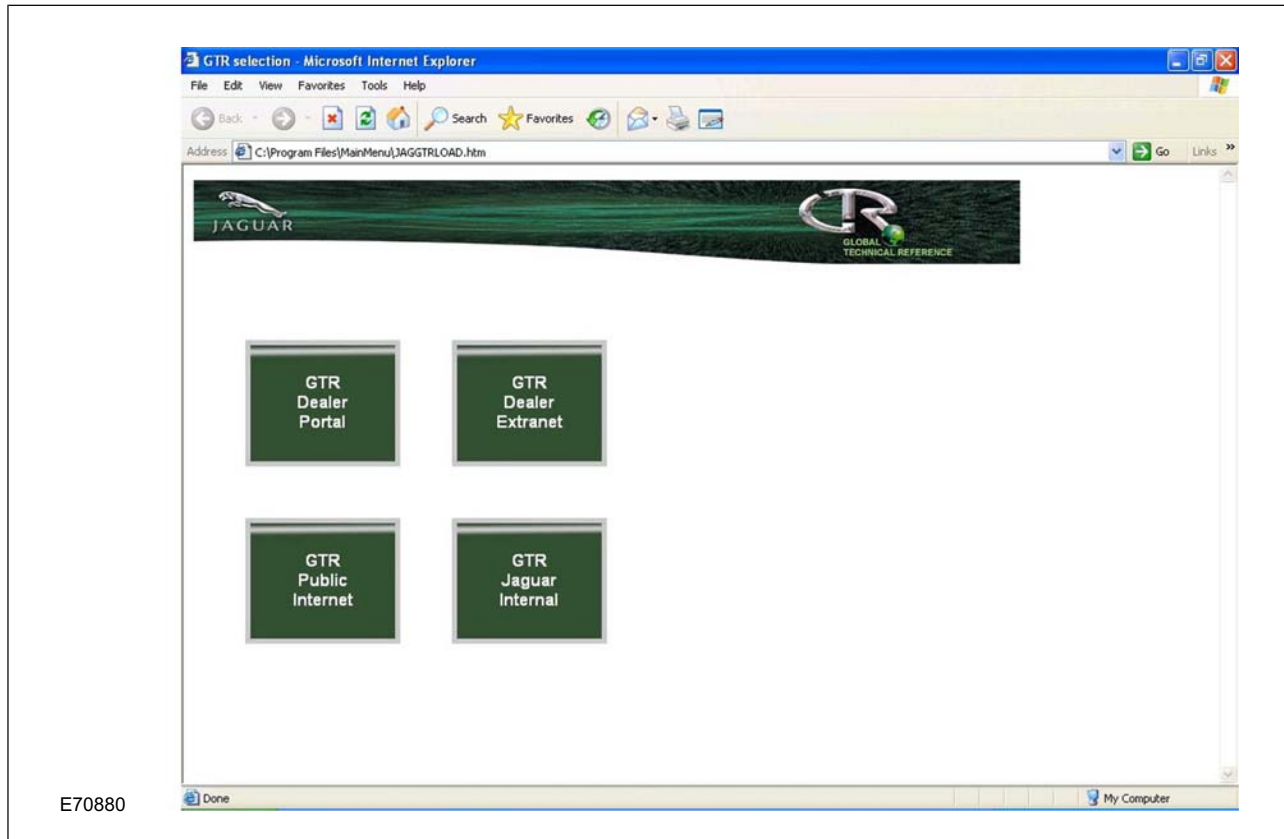 GTR selection - Microsoft Internet Explorer
File Edit View Favorites Tools Help
Back Search Favorites
Address C:\Program Files\MainMenu\JAGGTRLOAD.htm Go Links »
JAGUAR
GLOBAL
TECHNICAL REFERENCE
GTR
Dealer
Portal
GTR
Dealer
Extranet
GTR
Public
Internet
GTR
Jaguar
Internal
Done My Computer
E70880